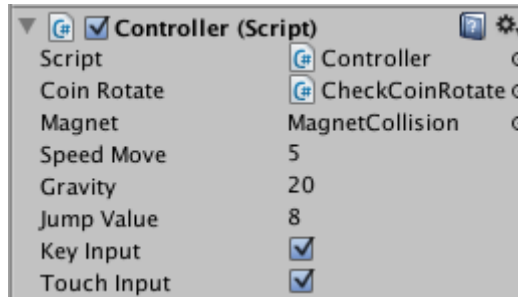 Controller (Script)
Script Controller
Coin Rotate CheckCoinRotate
Magnet MagnetCollision
Speed Move 5
Gravity 20
Jump Value 8
Key Input
Touch Input